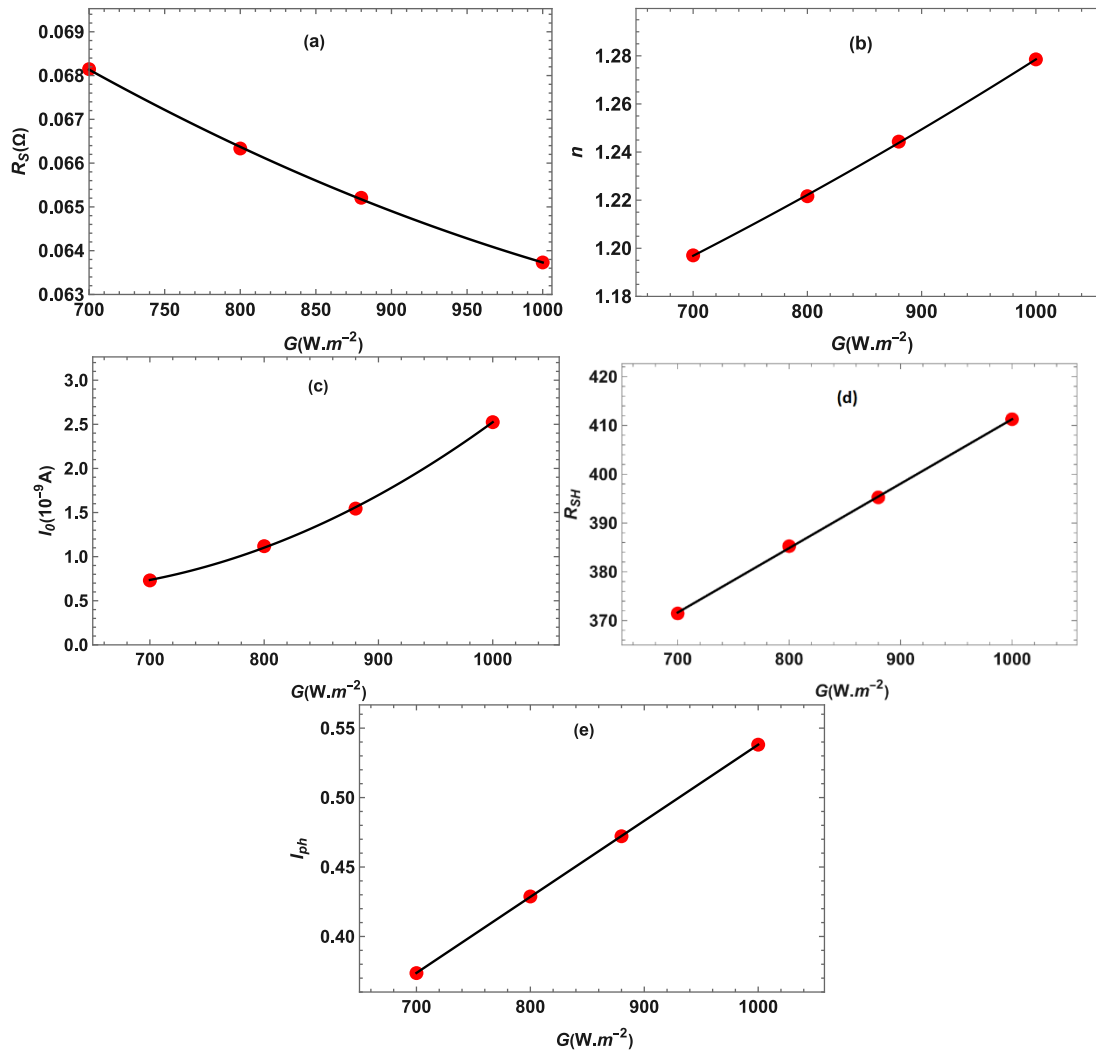 (a)
R_S(Ω)
0.069
0.068
0.067
0.066
0.065
0.064
0.063
700 750 800 850 900 950 1000
G(W.m⁻²)
(b)
n
1.28
1.26
1.24
1.22
1.20
1.18
700 800 900 1000
G(W.m⁻²)
(c)
I₀(10⁻⁹A)
3.0
2.5
2.0
1.5
1.0
0.5
0.0
700 800 900 1000
G(W.m⁻²)
(d)
R_SH
420
410
400
390
380
370
700 800 900 1000
G(W.m⁻²)
(e)
I_ph
0.55
0.50
0.45
0.40
700 800 900 1000
G(W.m⁻²)